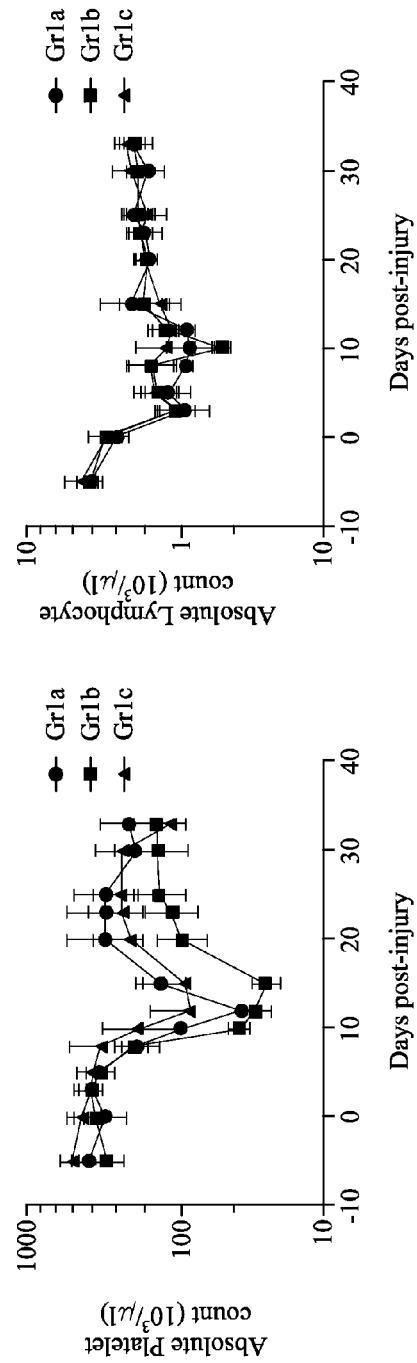 Absolute Platelet
count (10³/μl)
1000
100
10
-10 0 10 20 30 40
Days post-injury
Gr1a
Gr1b
Gr1c
Absolute Lymphocyte
count (10³/μl)
10
1
10
-10 0 10 20 30 40
Days post-injury
Gr1a
Gr1b
Gr1c